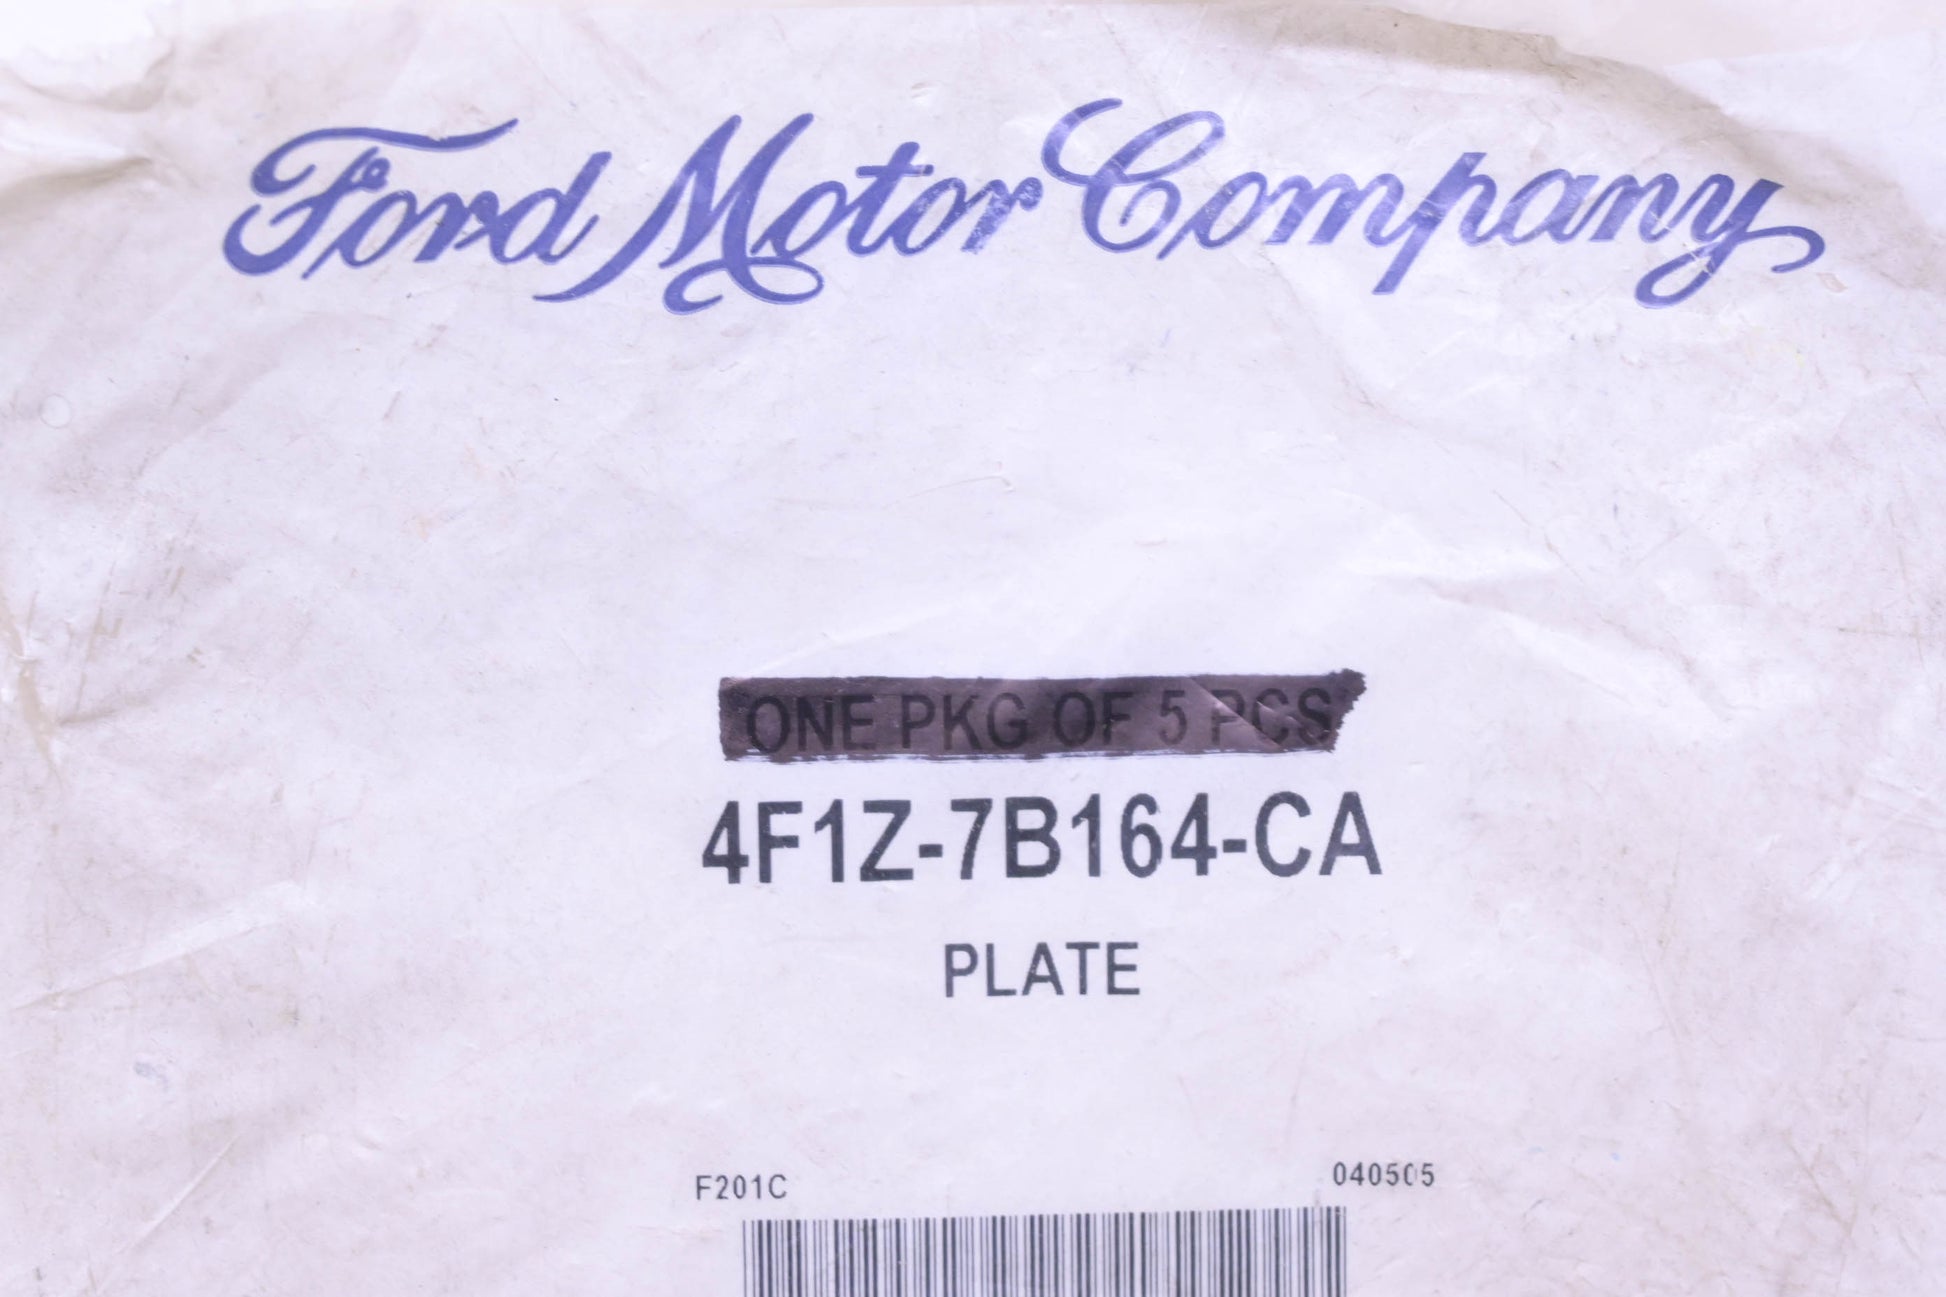 Ford Motor Company
ONE PKG OF 5 PCS
4F1Z-7B164-CA
PLATE
F201C
040505